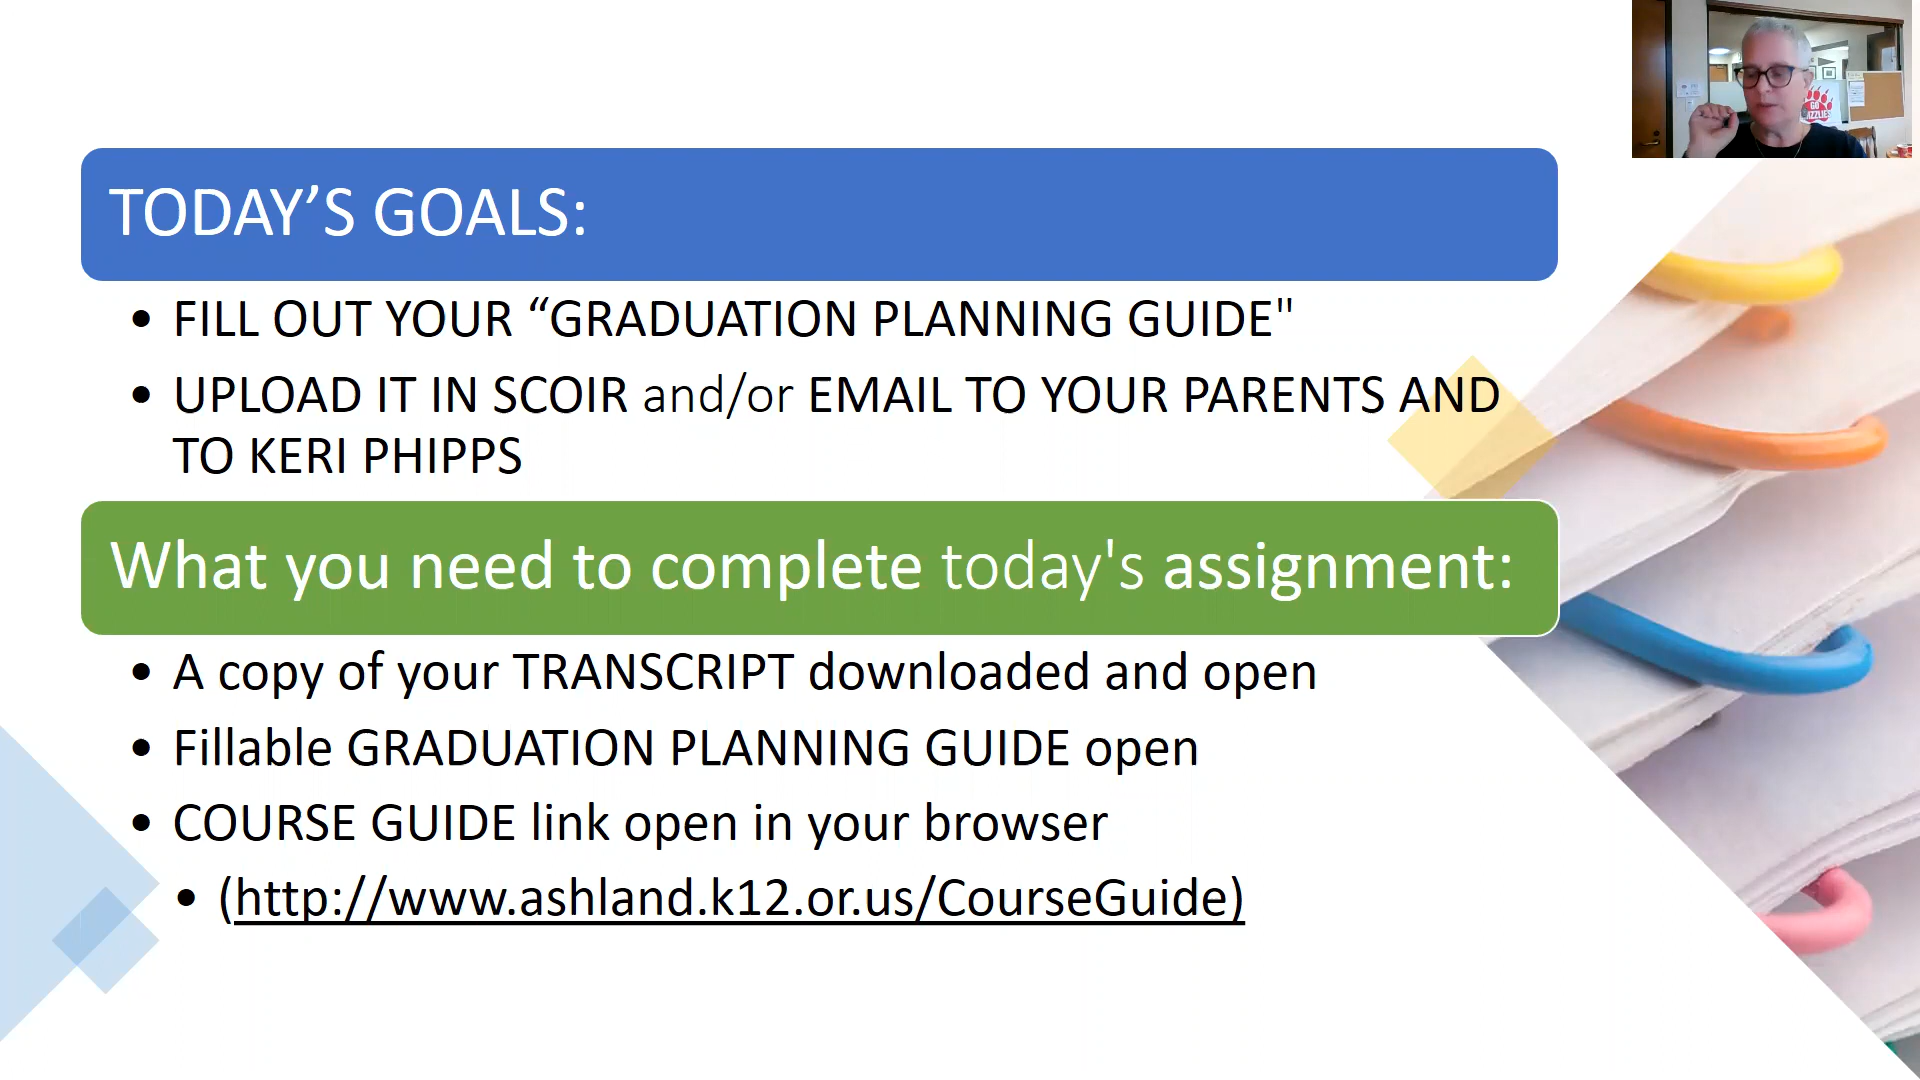 TODAY’S GOALS:
• FILL OUT YOUR “GRADUATION PLANNING GUIDE"
• UPLOAD IT IN SCOIR and/or EMAIL TO YOUR PARENTS AND
TO KERI PHIPPS
What you need to complete today's assignment:
• A copy of your TRANSCRIPT downloaded and open
• Fillable GRADUATION PLANNING GUIDE open
• COURSE GUIDE link open in your browser
• (http://www.ashland.k12.or.us/CourseGuide)
GO